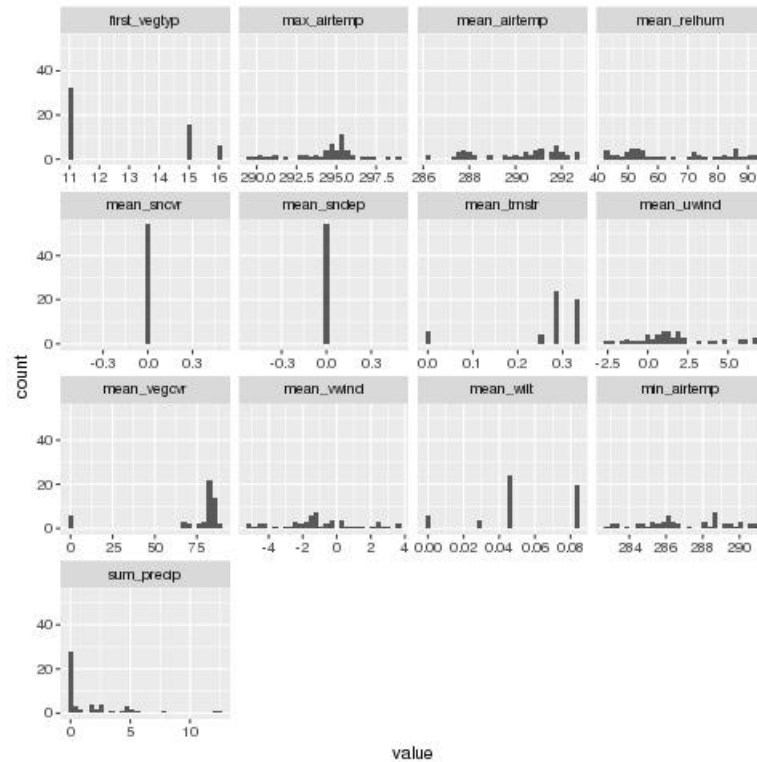 first_vegtyp max_airtemp mean_airtemp mean_relhum
40
20
0
11 12 13 14 15 16 290.0 292.5 295.0 297.5 286 288 290 292 40 50 60 70 80 90
mean_sncvr mean_sndep mean_trnstr mean_uwind
40
20
0
-0.3 0.0 0.3 -0.3 0.0 0.3 0.0 0.1 0.2 0.3 -2.5 0.0 2.5 5.0
count
mean_vegcvr mean_vwind mean_wilt min_airtemp
40
20
0
0 25 50 75 -4 -2 0 2 4 0.00 0.02 0.04 0.06 0.08 284 286 288 290
sum_precip
40
20
0
0 5 10
value